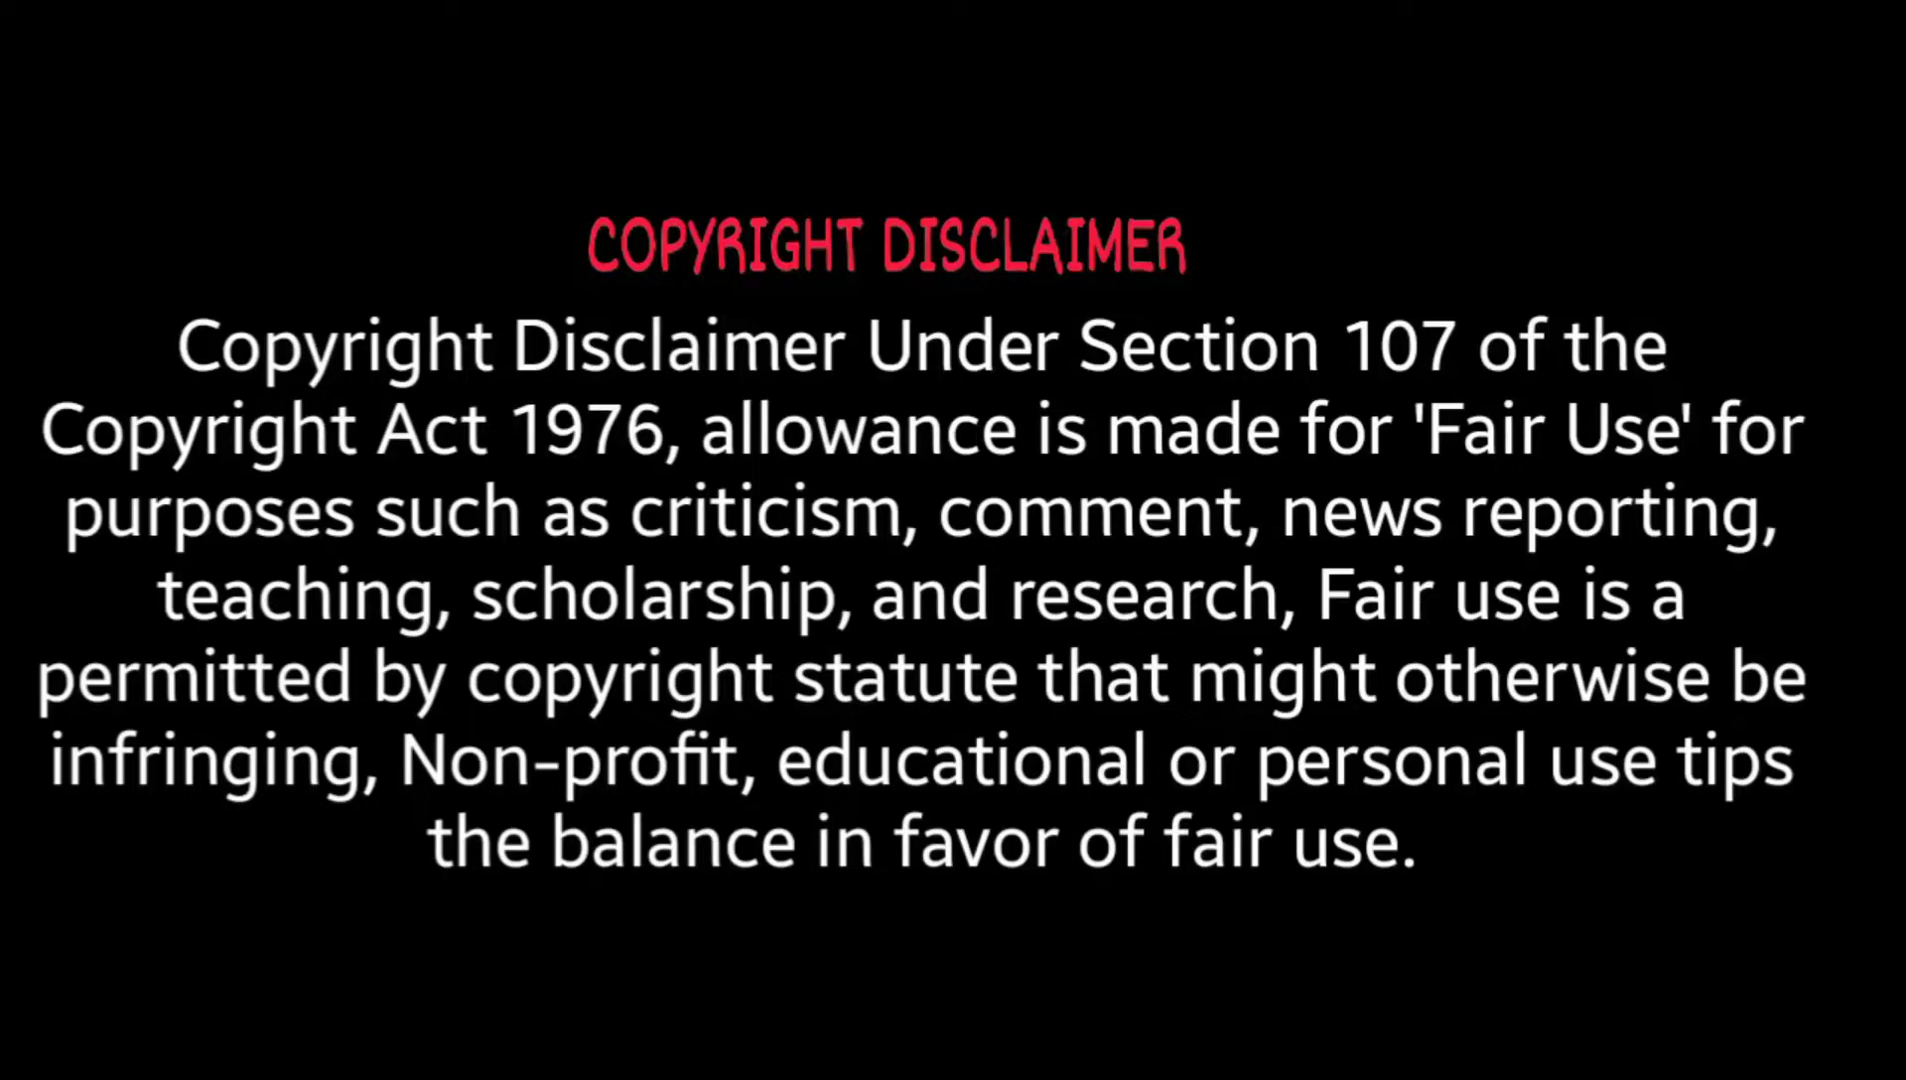 COPYRIGHT DISCLAIMER
Copyright Disclaimer Under Section 107 of the
Copyright Act 1976, allowance is made for 'Fair Use' for
purposes such as criticism, comment, news reporting,
teaching, scholarship, and research, Fair use is a
permitted by copyright statute that might otherwise be
infringing, Non-profit, educational or personal use tips
the balance in favor of fair use.